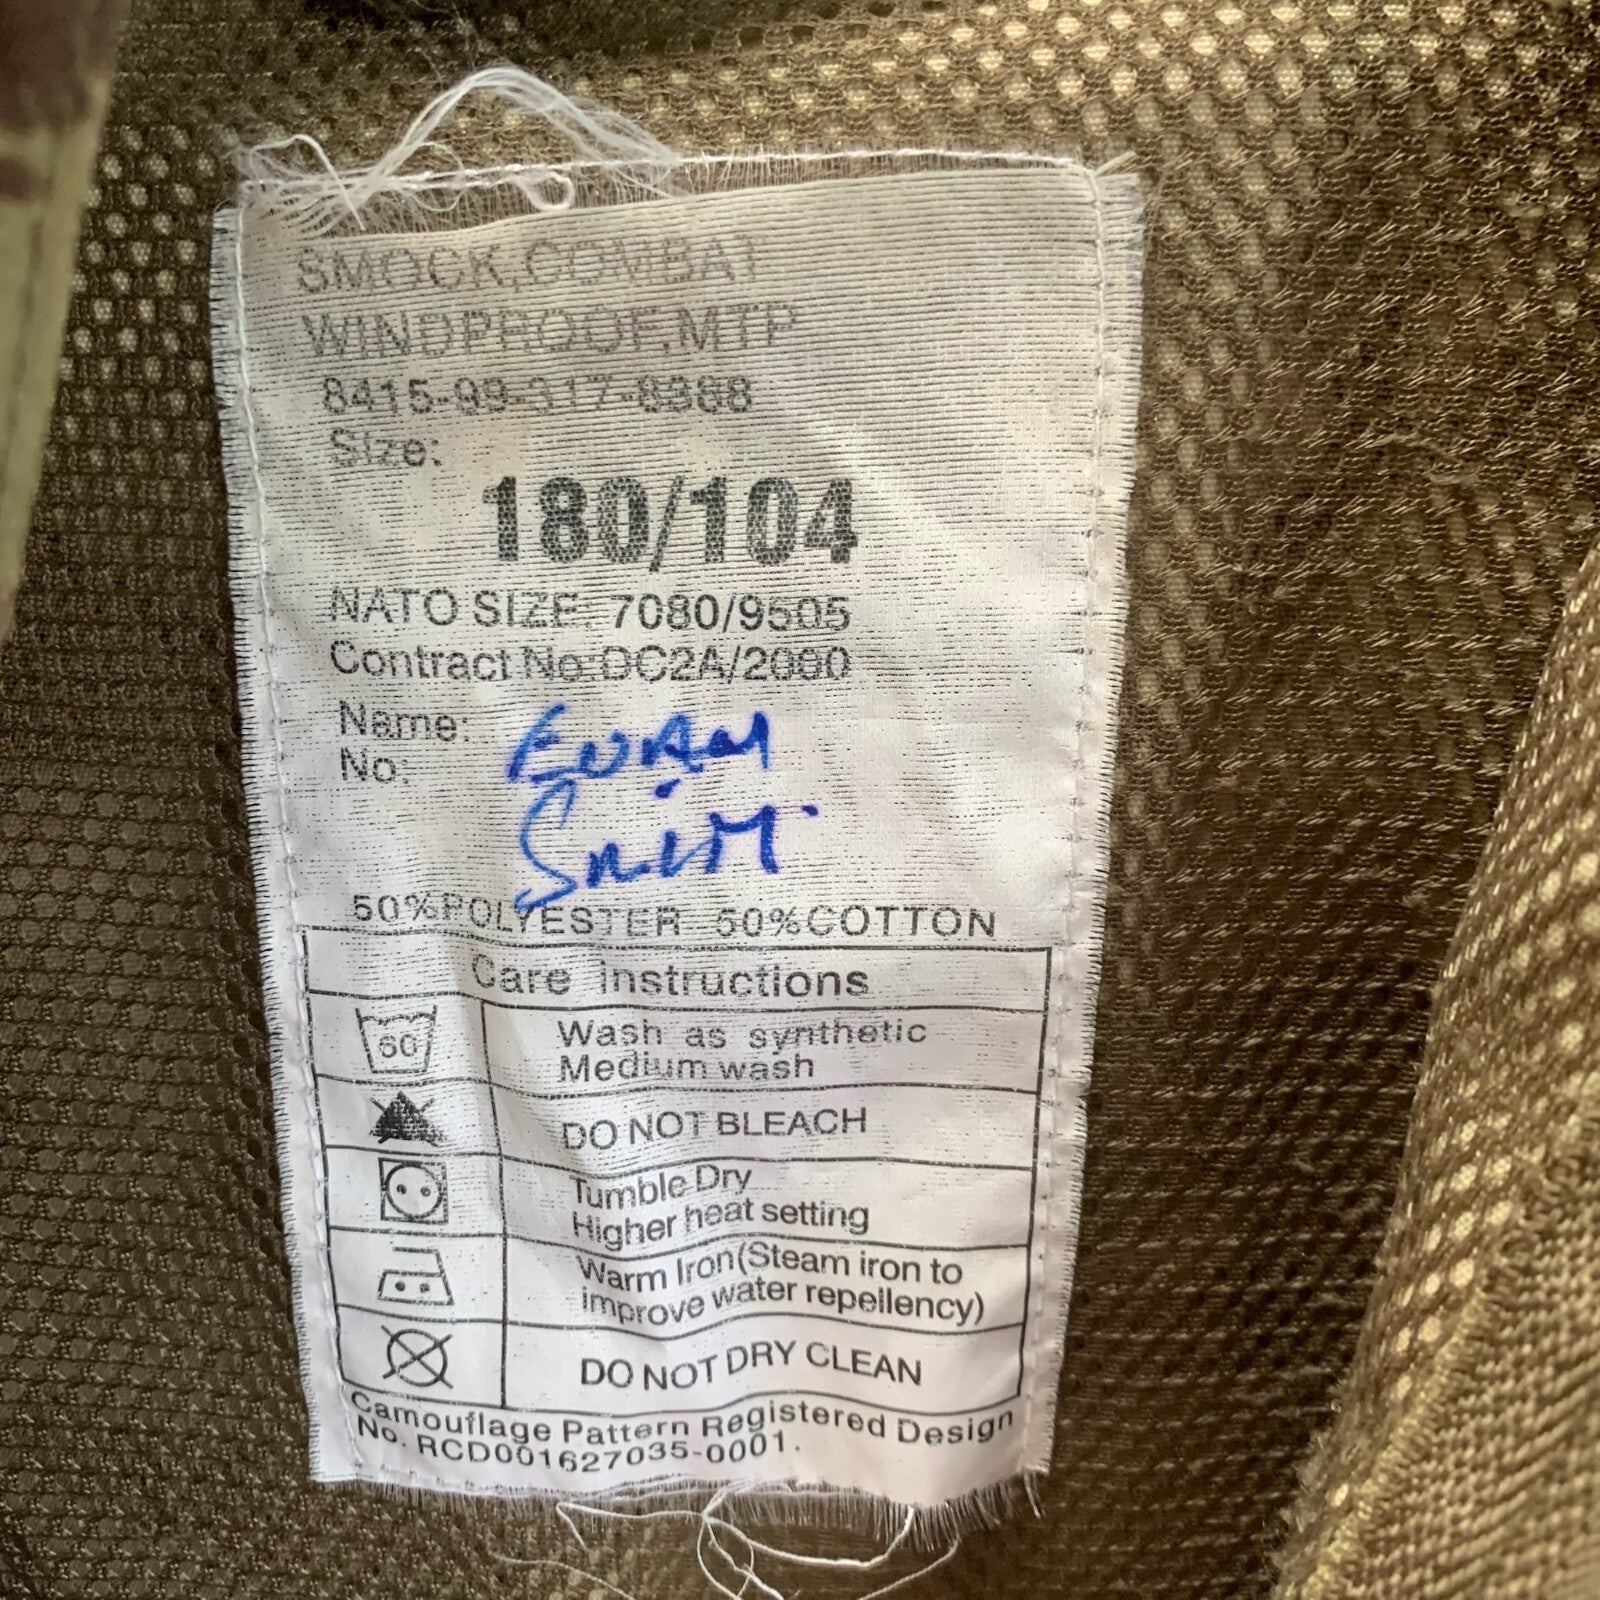 SMOCK,COMBAT
WINDPROOF,MTP
8415-99-317-8388
Size:
180/104
NATO SIZE: 7080/9505
Contract No:DC2A/2000
Name:
No:
50%POLYESTER 50%COTTON
Care instructions
60
Wash as synthetic
Medium wash
DO NOT BLEACH
Tumble Dry
Higher heat setting
Warm Iron(Steam iron to
improve water repellency)
DO NOT DRY CLEAN
Camouflage Pattern Registered Design
No. RCD001627035-0001.